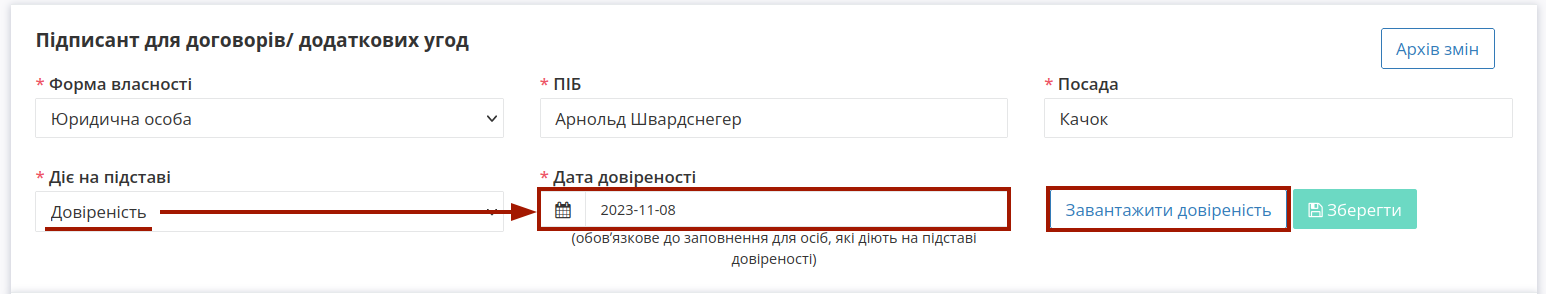 Підписант для договорів/ додаткових угод
Архів змін
* Форма власності
* ПІБ
* Посада
Юридична особа
Арнольд Швардснегер
Качок
* Діє на підставі
* Дата довіреності
Довіреність
2023-11-08
Завантажити довіреність
Зберегти
(обов’язкове до заповнення для осіб, які діють на підставі
довіреності)